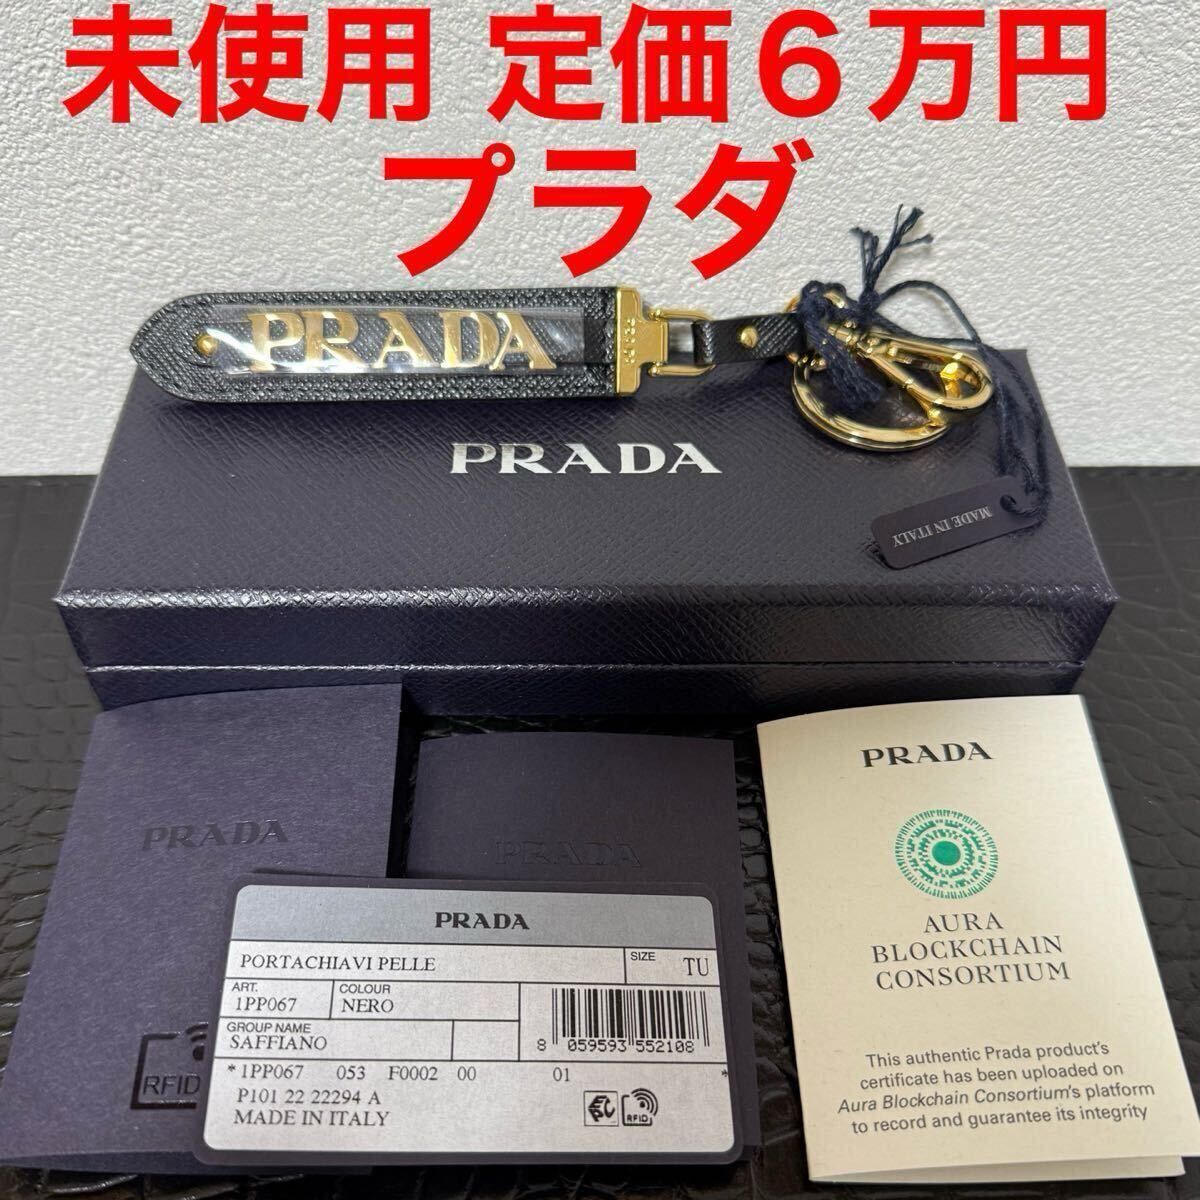 未使用 定価６万円
プラダ
PRADA
PRADA
MADE IN ITALY
PRADA
RFID
PRADA
PRADA
PORTACHIAVI PELLE
SIZE TU
ART. 1PP067
COLOUR NERO
GROUP NAME SAFFIANO
8 059593 552108
*1PP067 053 F0002 00 01 *
P101 22 22294 A
MADE IN ITALY
RFID
PRADA
AURA
BLOCKCHAIN
CONSORTIUM
This authentic Prada product's
certificate has been uploaded on
Aura Blockchain Consortium's platform
to record and guarantee its integrity